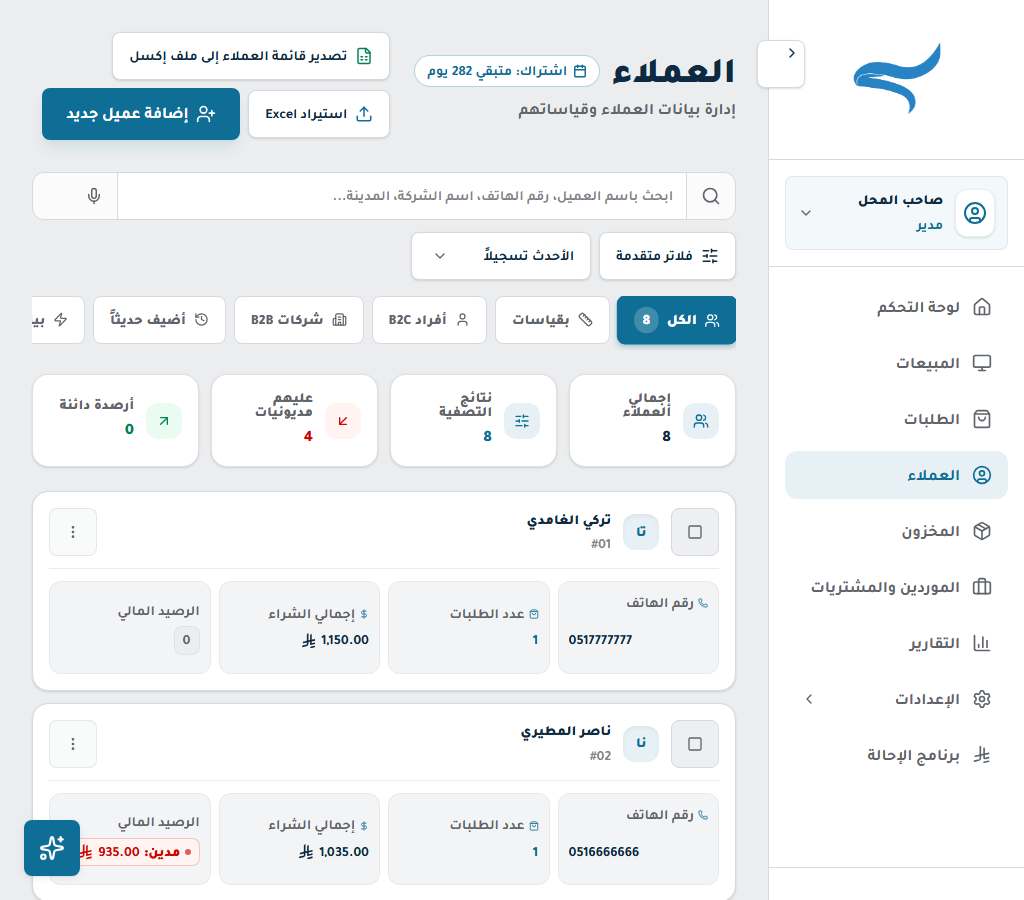 صاحب المحل
مدير
لوحة التحكم
المبيعات
الطلبات
العملاء
المخزون
الموردين والمشتريات
التقارير
الإعدادات
برنامج الإحالة
العملاء
اشتراك: متبقي 282 يوم
إدارة بيانات العملاء وقياساتهم
تصدير قائمة العملاء إلى ملف إكسل
استيراد Excel
إضافة عميل جديد
ابحث باسم العميل، رقم الهاتف، اسم الشركة، المدينة...
فلاتر متقدمة
الأحدث تسجيلاً
الكل 8
بقياسات
أفراد B2C
شركات B2B
أضيف حديثاً
إجمالي العملاء
8
نتائج التصفية
8
عليهم مديونيات
4
أرصدة دائنة
0
تا
تركي الغامدي
#01
رقم الهاتف
0517777777
عدد الطلبات
1
إجمالي الشراء
1,150.00
الرصيد المالي
0
نا
ناصر المطيري
#02
رقم الهاتف
0516666666
عدد الطلبات
1
إجمالي الشراء
1,035.00
الرصيد المالي
مدين: 935.00